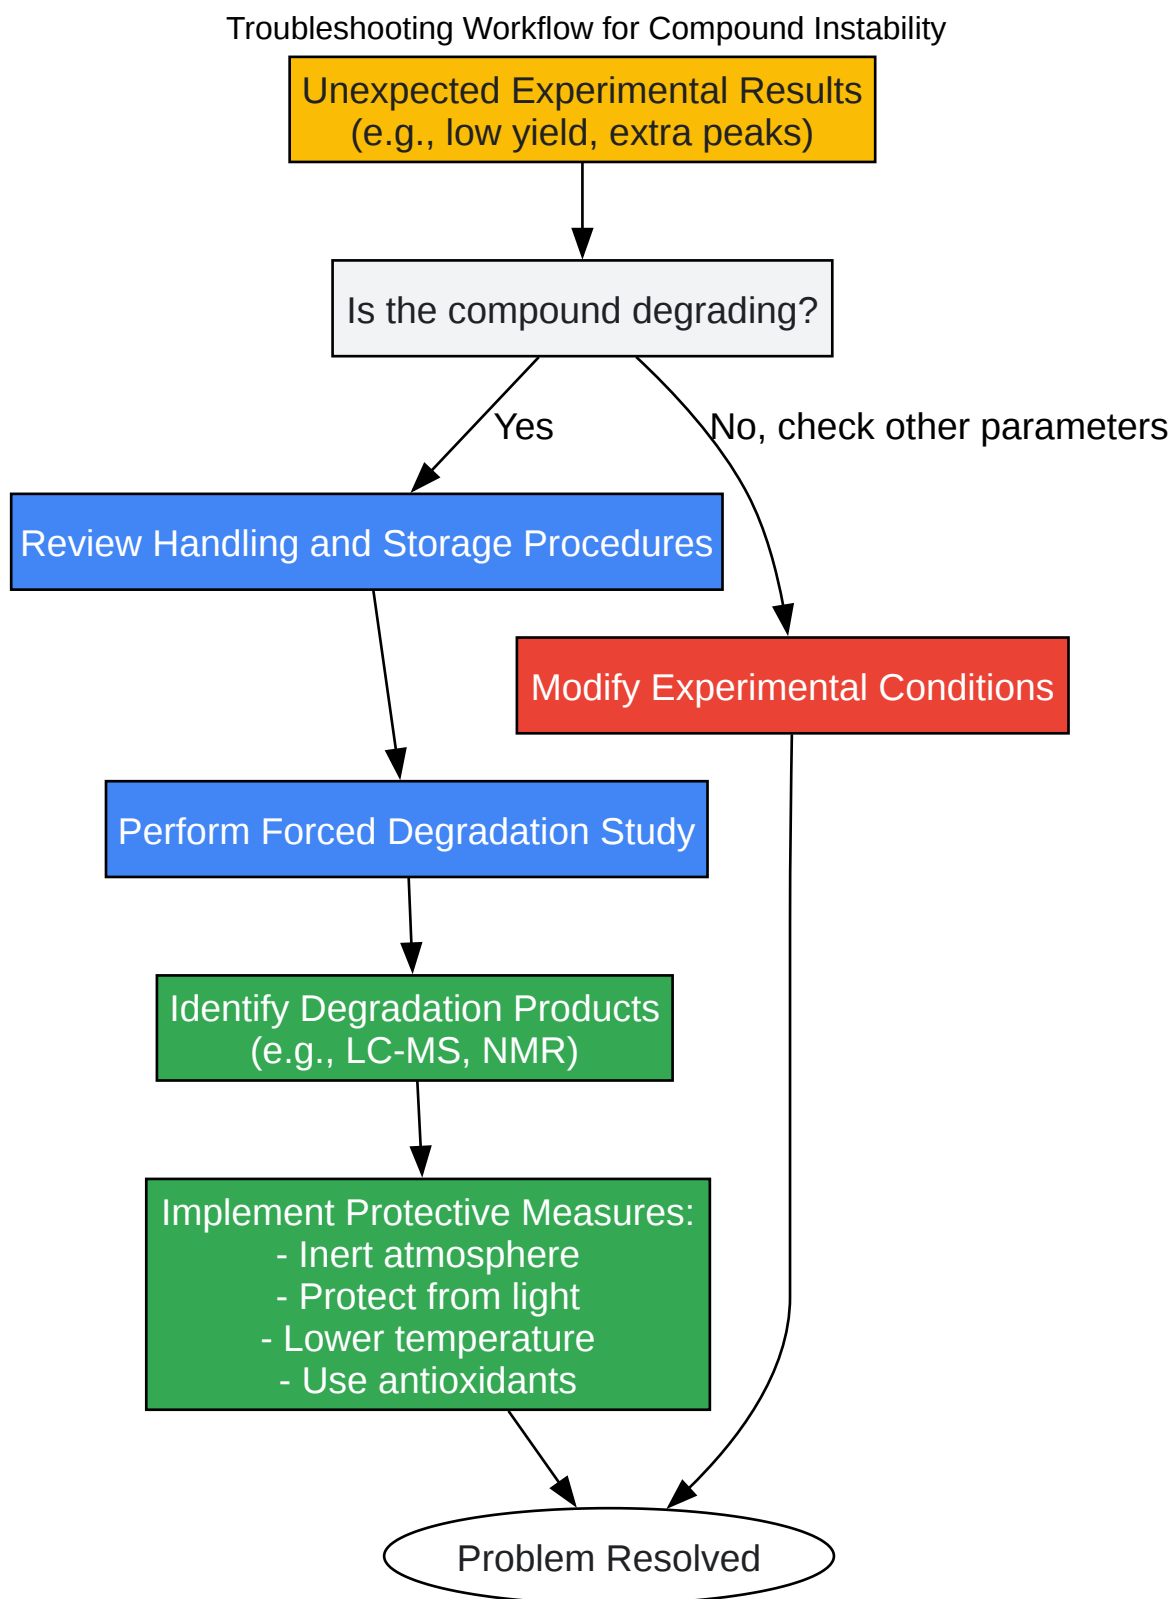 Troubleshooting Workflow for Compound Instability
Unexpected Experimental Results
(e.g., low yield, extra peaks)
Is the compound degrading?
Yes
No, check other parameters
Review Handling and Storage Procedures
Modify Experimental Conditions
Perform Forced Degradation Study
Identify Degradation Products
(e.g., LC-MS, NMR)
Implement Protective Measures:
- Inert atmosphere
- Protect from light
- Lower temperature
- Use antioxidants
Problem Resolved